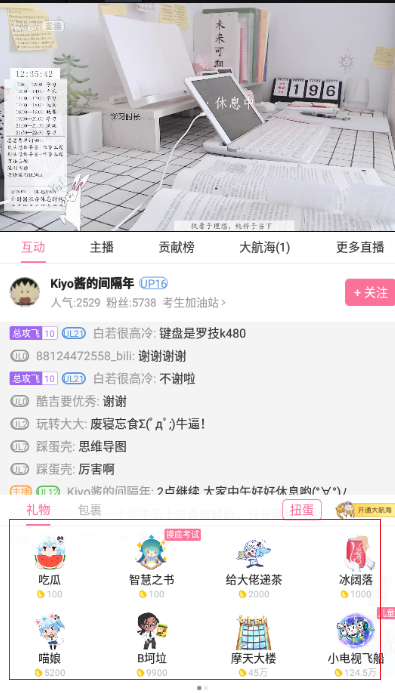 直播
12:35:42
未来可期
休息中
学习时长
196
执着于理想，纯粹于当下
互动
主播
贡献榜
大航海(1)
更多直播
Kiyo酱的间隔年 UP16
人气:2529 粉丝:5738 考生加油站>
+ 关注
总攻飞 10 UL21 白若很高冷: 键盘是罗技k480
UL0 88124472558_bili: 谢谢谢谢
总攻飞 10 UL21 白若很高冷: 不谢啦
UL0 酷吉要优秀: 谢谢
UL2 玩转大大: 废寝忘食Σ(ﾟдﾟ;)牛逼！
UL7 踩蛋壳: 思维导图
UL7 踩蛋壳: 厉害啊
主播 UL12 Kiyo酱的间隔年: 2点继续 大家中午好好休息哟(°∀°)ﾉ
礼物
包裹
扭蛋
开通大航海
摸底考试
吃瓜
智慧之书
给大佬递茶
冰阔落
100
100
2000
1000
儿童
喵娘
B坷垃
摩天大楼
小电视飞船
5200
9900
45万
124.5万